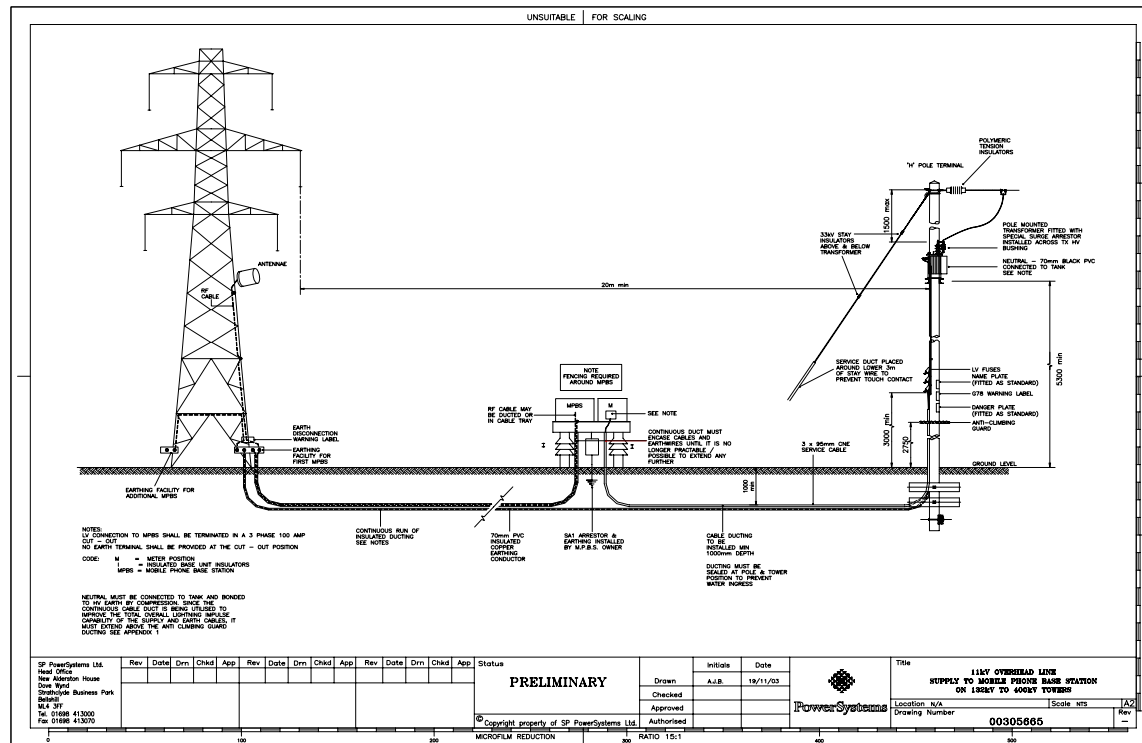 UNSUITABLE FOR SCALING
POLYMERIC
TENSION
INSULATORS
"H" POLE TERMINAL
1500 max
33kV STAY
INSULATORS
ABOVE & BELOW
TRANSFORMER
POLE MOUNTED
TRANSFORMER FITTED WITH
SPECIAL SURGE ARRESTOR
INSTALLED ACROSS TX HV
BUSHING
NEUTRAL - 70mm BLACK PVC
CONNECTED TO TANK
SEE NOTE
ANTENNAE
RF
CABLE
20m min
5300 min
SERVICE DUCT PLACED
AROUND LOWER 3m
OF STAY WIRE TO
PREVENT TOUCH CONTACT
LV FUSES
NAME PLATE
(FITTED AS STANDARD)
G78 WARNING LABEL
DANGER PLATE
(FITTED AS STANDARD)
ANTI-CLIMBING
GUARD
3000 min
2750
NOTE
FENCING REQUIRED
AROUND MPBS
MPBS
M
SEE NOTE
RF CABLE MAY
BE DUCTED OR
IN CABLE TRAY
I
I
CONTINUOUS DUCT MUST
ENCASE CABLES AND
EARTHWIRES UNTIL IT IS NO
LONGER PRACTABLE /
POSSIBLE TO EXTEND ANY
FURTHER
3 x 95mm CNE
SERVICE CABLE
EARTH
DISCONNECTION
WARNING LABEL
EARTHING
FACILITY FOR
FIRST MPBS
GROUND LEVEL
1000
min
EARTHING FACILITY FOR
ADDITIONAL MPBS
CONTINUOUS RUN OF
INSULATED DUCTING
SEE NOTES
70mm PVC
INSULATED
COPPER
EARTHING
CONDUCTOR
SA1 ARRESTOR &
EARTHING INSTALLED
BY M.P.B.S. OWNER
CABLE DUCTING
TO BE
INSTALLED MIN
1000mm DEPTH
DUCTING MUST BE
SEALED AT POLE & TOWER
POSITION TO PREVENT
WATER INGRESS
NOTES:
LV CONNECTION TO MPBS SHALL BE TERMINATED IN A 3 PHASE 100 AMP
CUT - OUT
NO EARTH TERMINAL SHALL BE PROVIDED AT THE CUT - OUT POSITION
CODE: M = METER POSITION
I = INSULATED BASE UNIT INSULATORS
MPBS = MOBILE PHONE BASE STATION
NEUTRAL MUST BE CONNECTED TO TANK AND BONDED
TO HV EARTH BY COMPRESSION. SINCE THE
CONTINUOUS CABLE DUCT IS BEING UTILISED TO
IMPROVE THE TOTAL OVERALL LIGHTNING IMPULSE
CAPABILITY OF THE SUPPLY AND EARTH CABLES, IT
MUST EXTEND ABOVE THE ANTI CLIMBING GUARD
DUCTING SEE APPENDIX 1
SP PowerSystems Ltd.
Head Office
New Alderston House
Dove Wynd
Strathclyde Business Park
Bellshill
ML4 3FF
Tel. 01698 413000
Fax 01698 413070
Rev Date Drn Chkd App Rev Date Drn Chkd App Rev Date Drn Chkd App
Status
PRELIMINARY
© Copyright property of SP PowerSystems Ltd.
Initials Date
Drawn A.J.B. 19/11/03
Checked
Approved
Authorised
PowerSystems
Title
11kV OVERHEAD LINE
SUPPLY TO MOBILE PHONE BASE STATION
ON 132kV TO 400kV TOWERS
Location N/A Scale NTS A2
Drawing Number Rev
00305665 -
MICROFILM REDUCTION RATIO 15:1
0 100 200 300 400 500